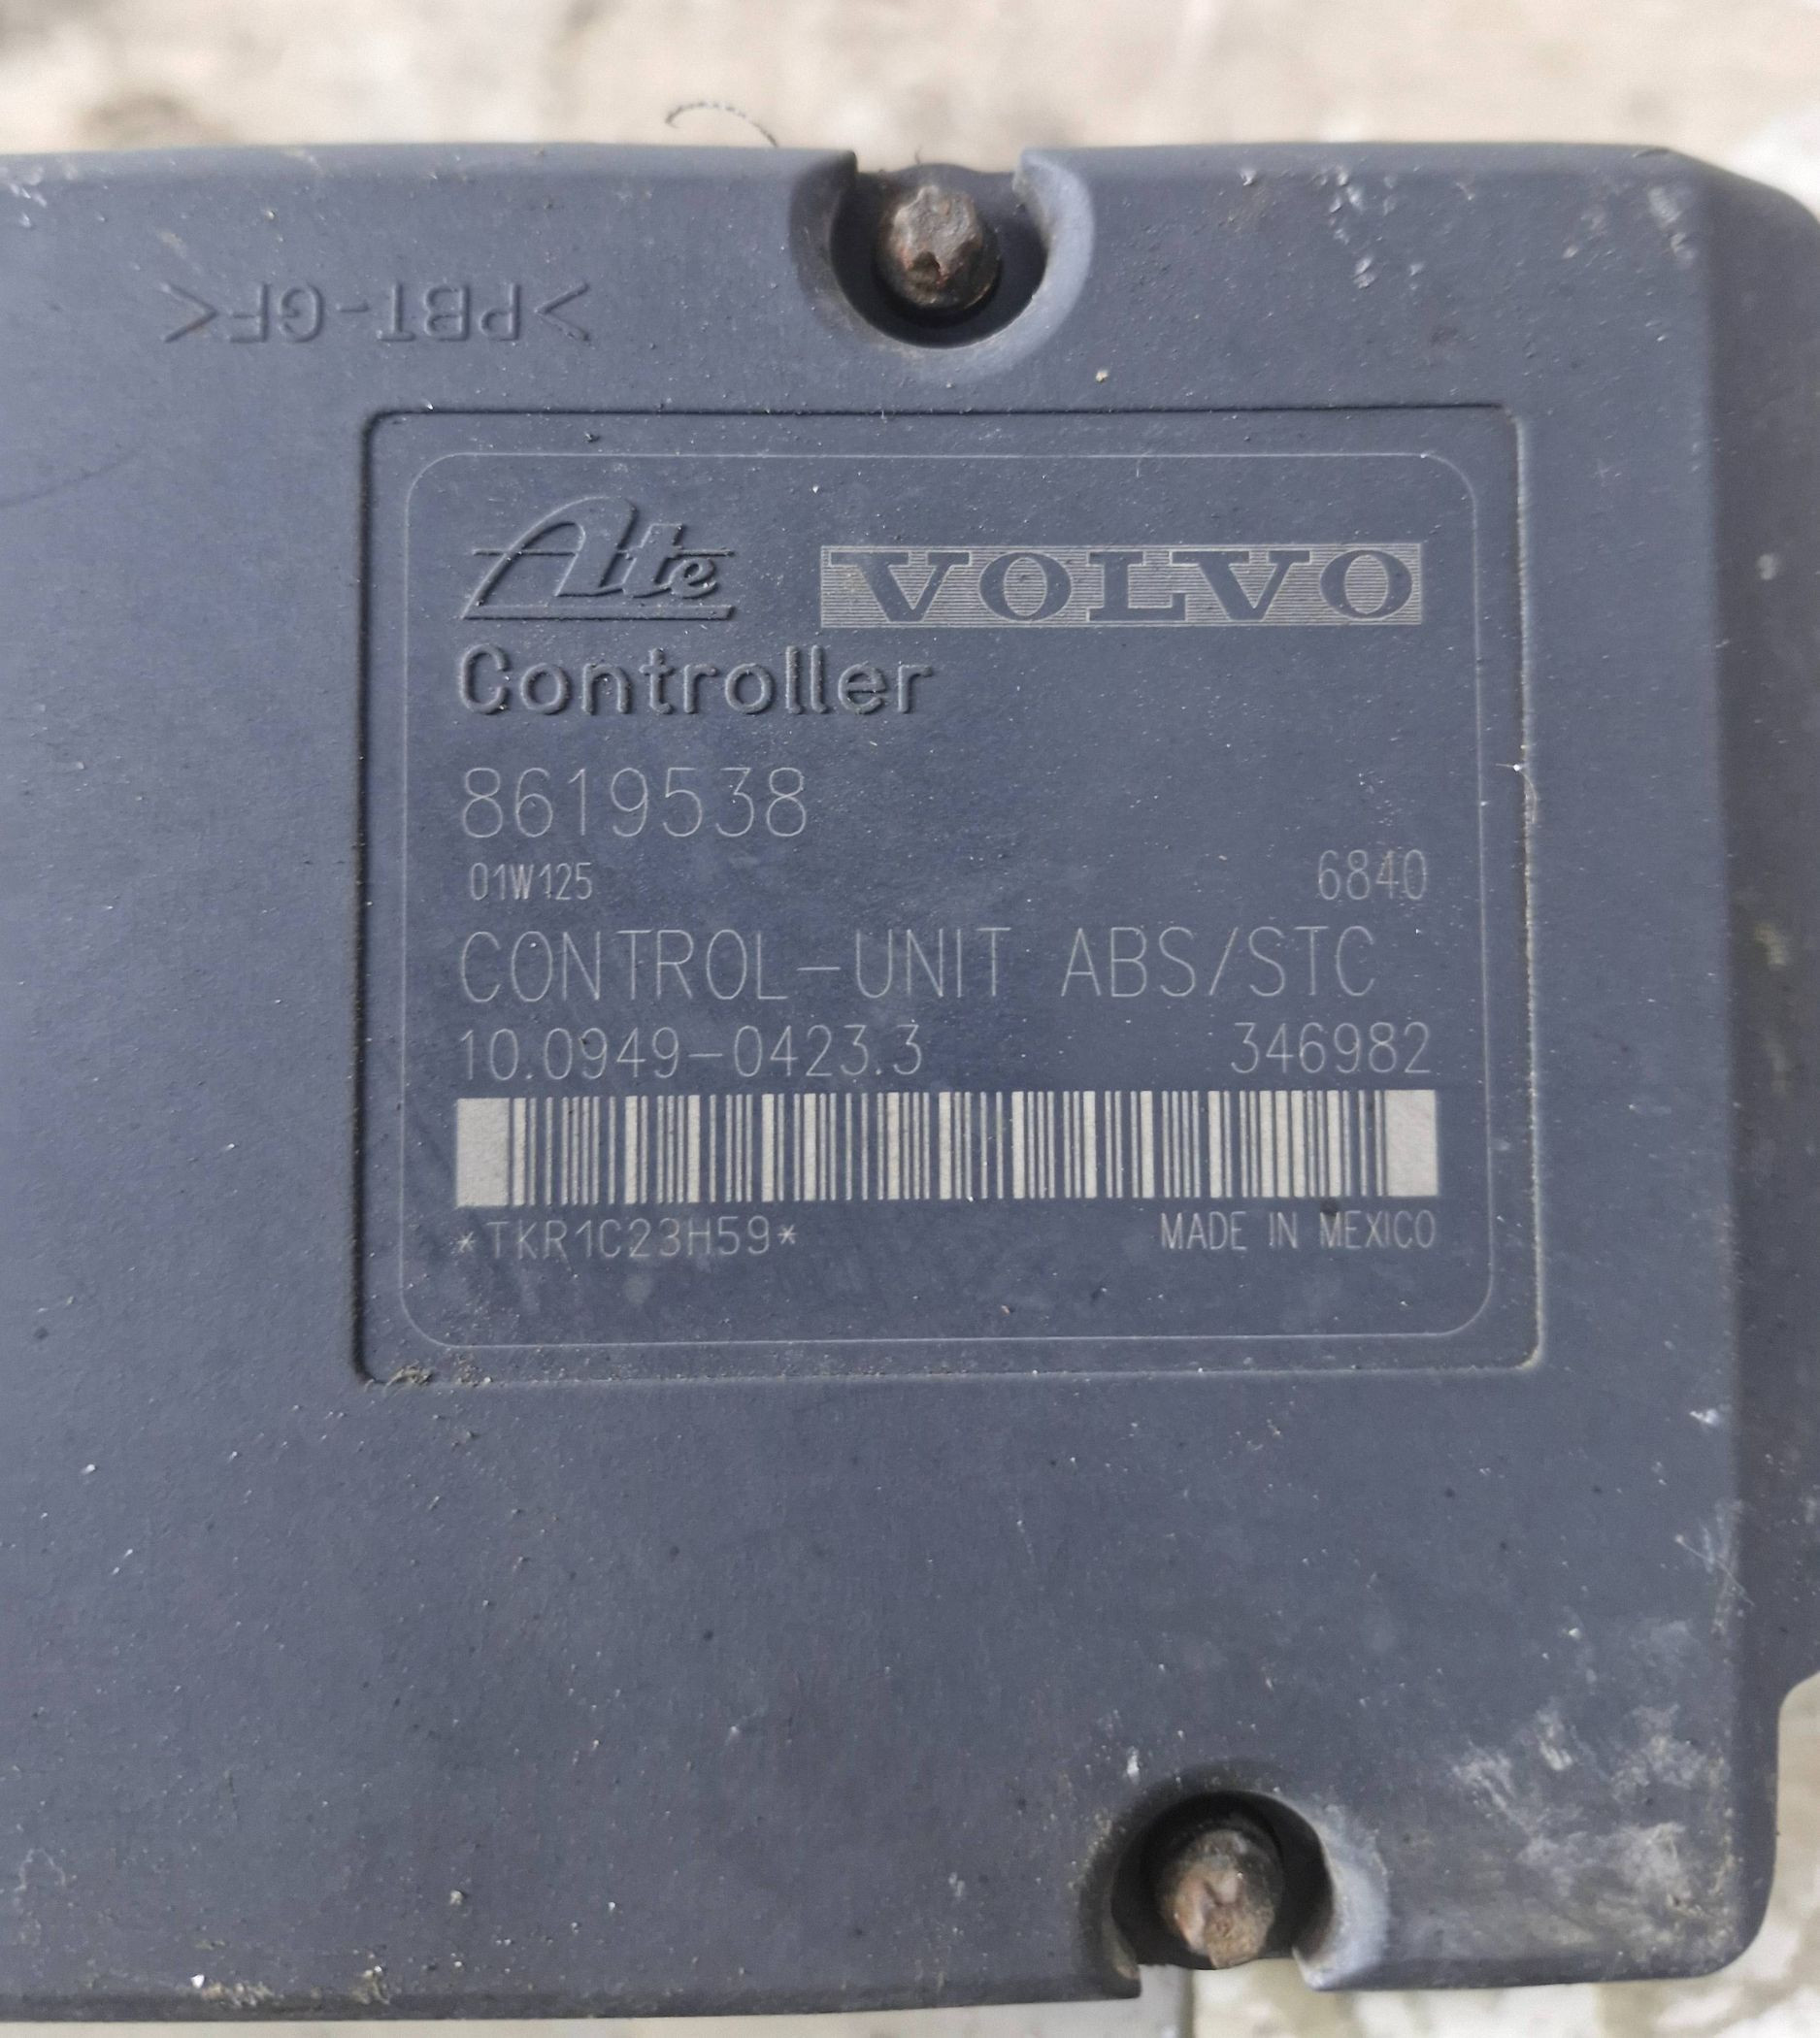 >PBT-GF<
Ate VOLVO
Controller
8619538
01W125 6840
CONTROL-UNIT ABS/STC
10.0949-0423.3 346982
*TKR1C23H59* MADE IN MEXICO